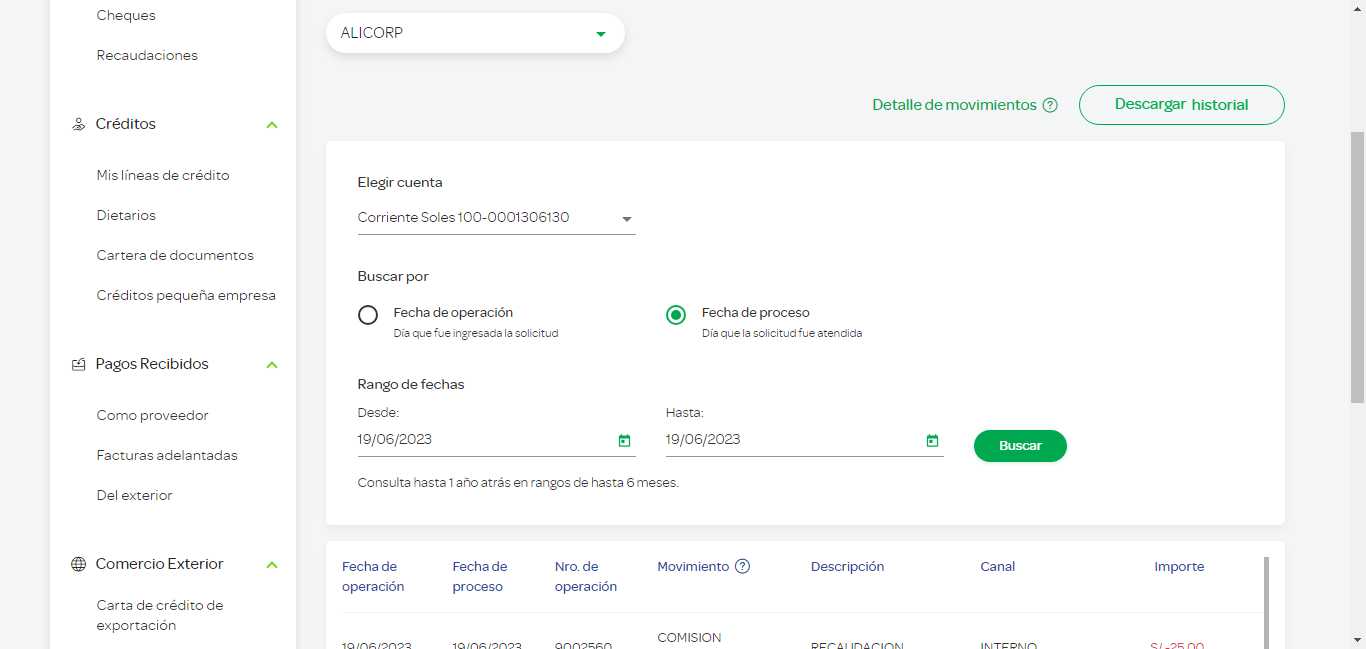 Cheques
Recaudaciones
Créditos
Mis líneas de crédito
Dietarios
Cartera de documentos
Créditos pequeña empresa
Pagos Recibidos
Como proveedor
Facturas adelantadas
Del exterior
Comercio Exterior
Carta de crédito de
exportación
ALICORP
Detalle de movimientos ?
Descargar historial
Elegir cuenta
Corriente Soles 100-0001306130
Buscar por
Fecha de operación
Día que fue ingresada la solicitud
Fecha de proceso
Día que la solicitud fue atendida
Rango de fechas
Desde:
19/06/2023
Hasta:
19/06/2023
Buscar
Consulta hasta 1 año atrás en rangos de hasta 6 meses.
Fecha de operación
Fecha de proceso
Nro. de operación
Movimiento ?
Descripción
Canal
Importe
19/06/2023
19/06/2023
9002560
COMISION
RECAUDACION
INTERNO
S/ -25.00